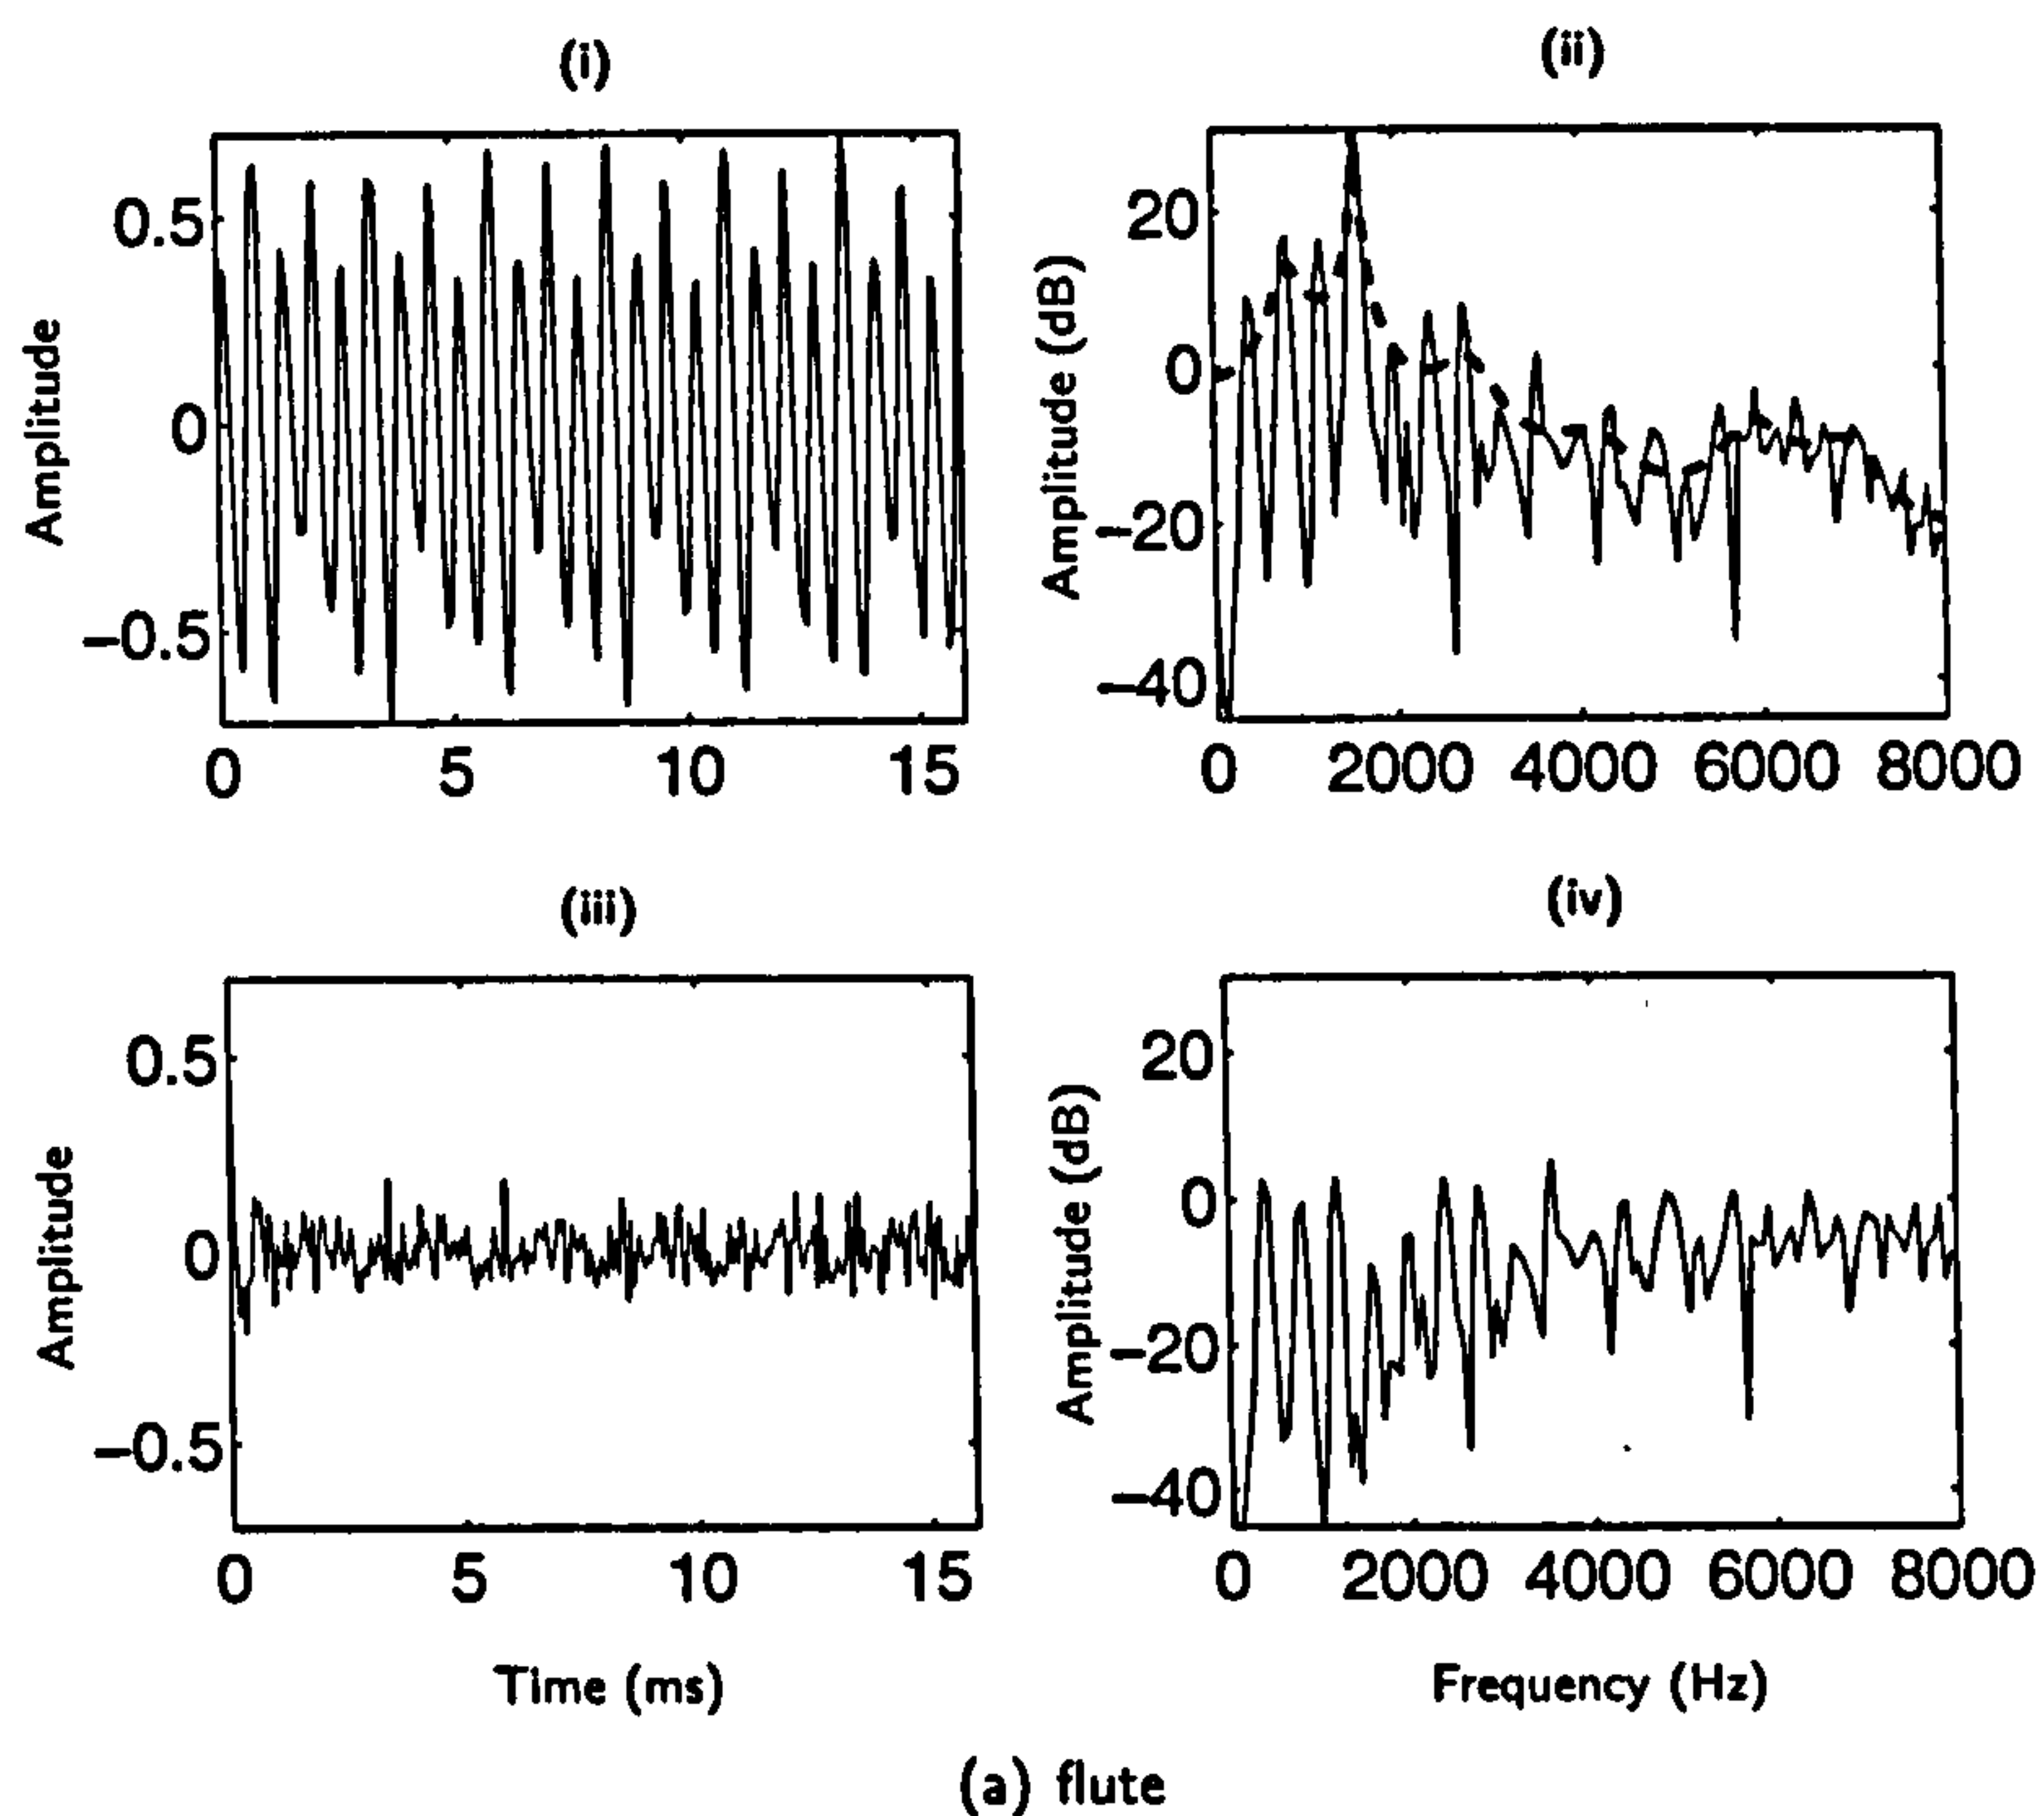 (i)
(ii)
Amplitude
0.5
0
−0.5
0 5 10 15
Amplitude (dB)
20
0
−20
−40
0 2000 4000 6000 8000
(iii)
(iv)
Amplitude
0.5
0
−0.5
0 5 10 15
Time (ms)
Amplitude (dB)
20
0
−20
−40
0 2000 4000 6000 8000
Frequency (Hz)
(a) flute